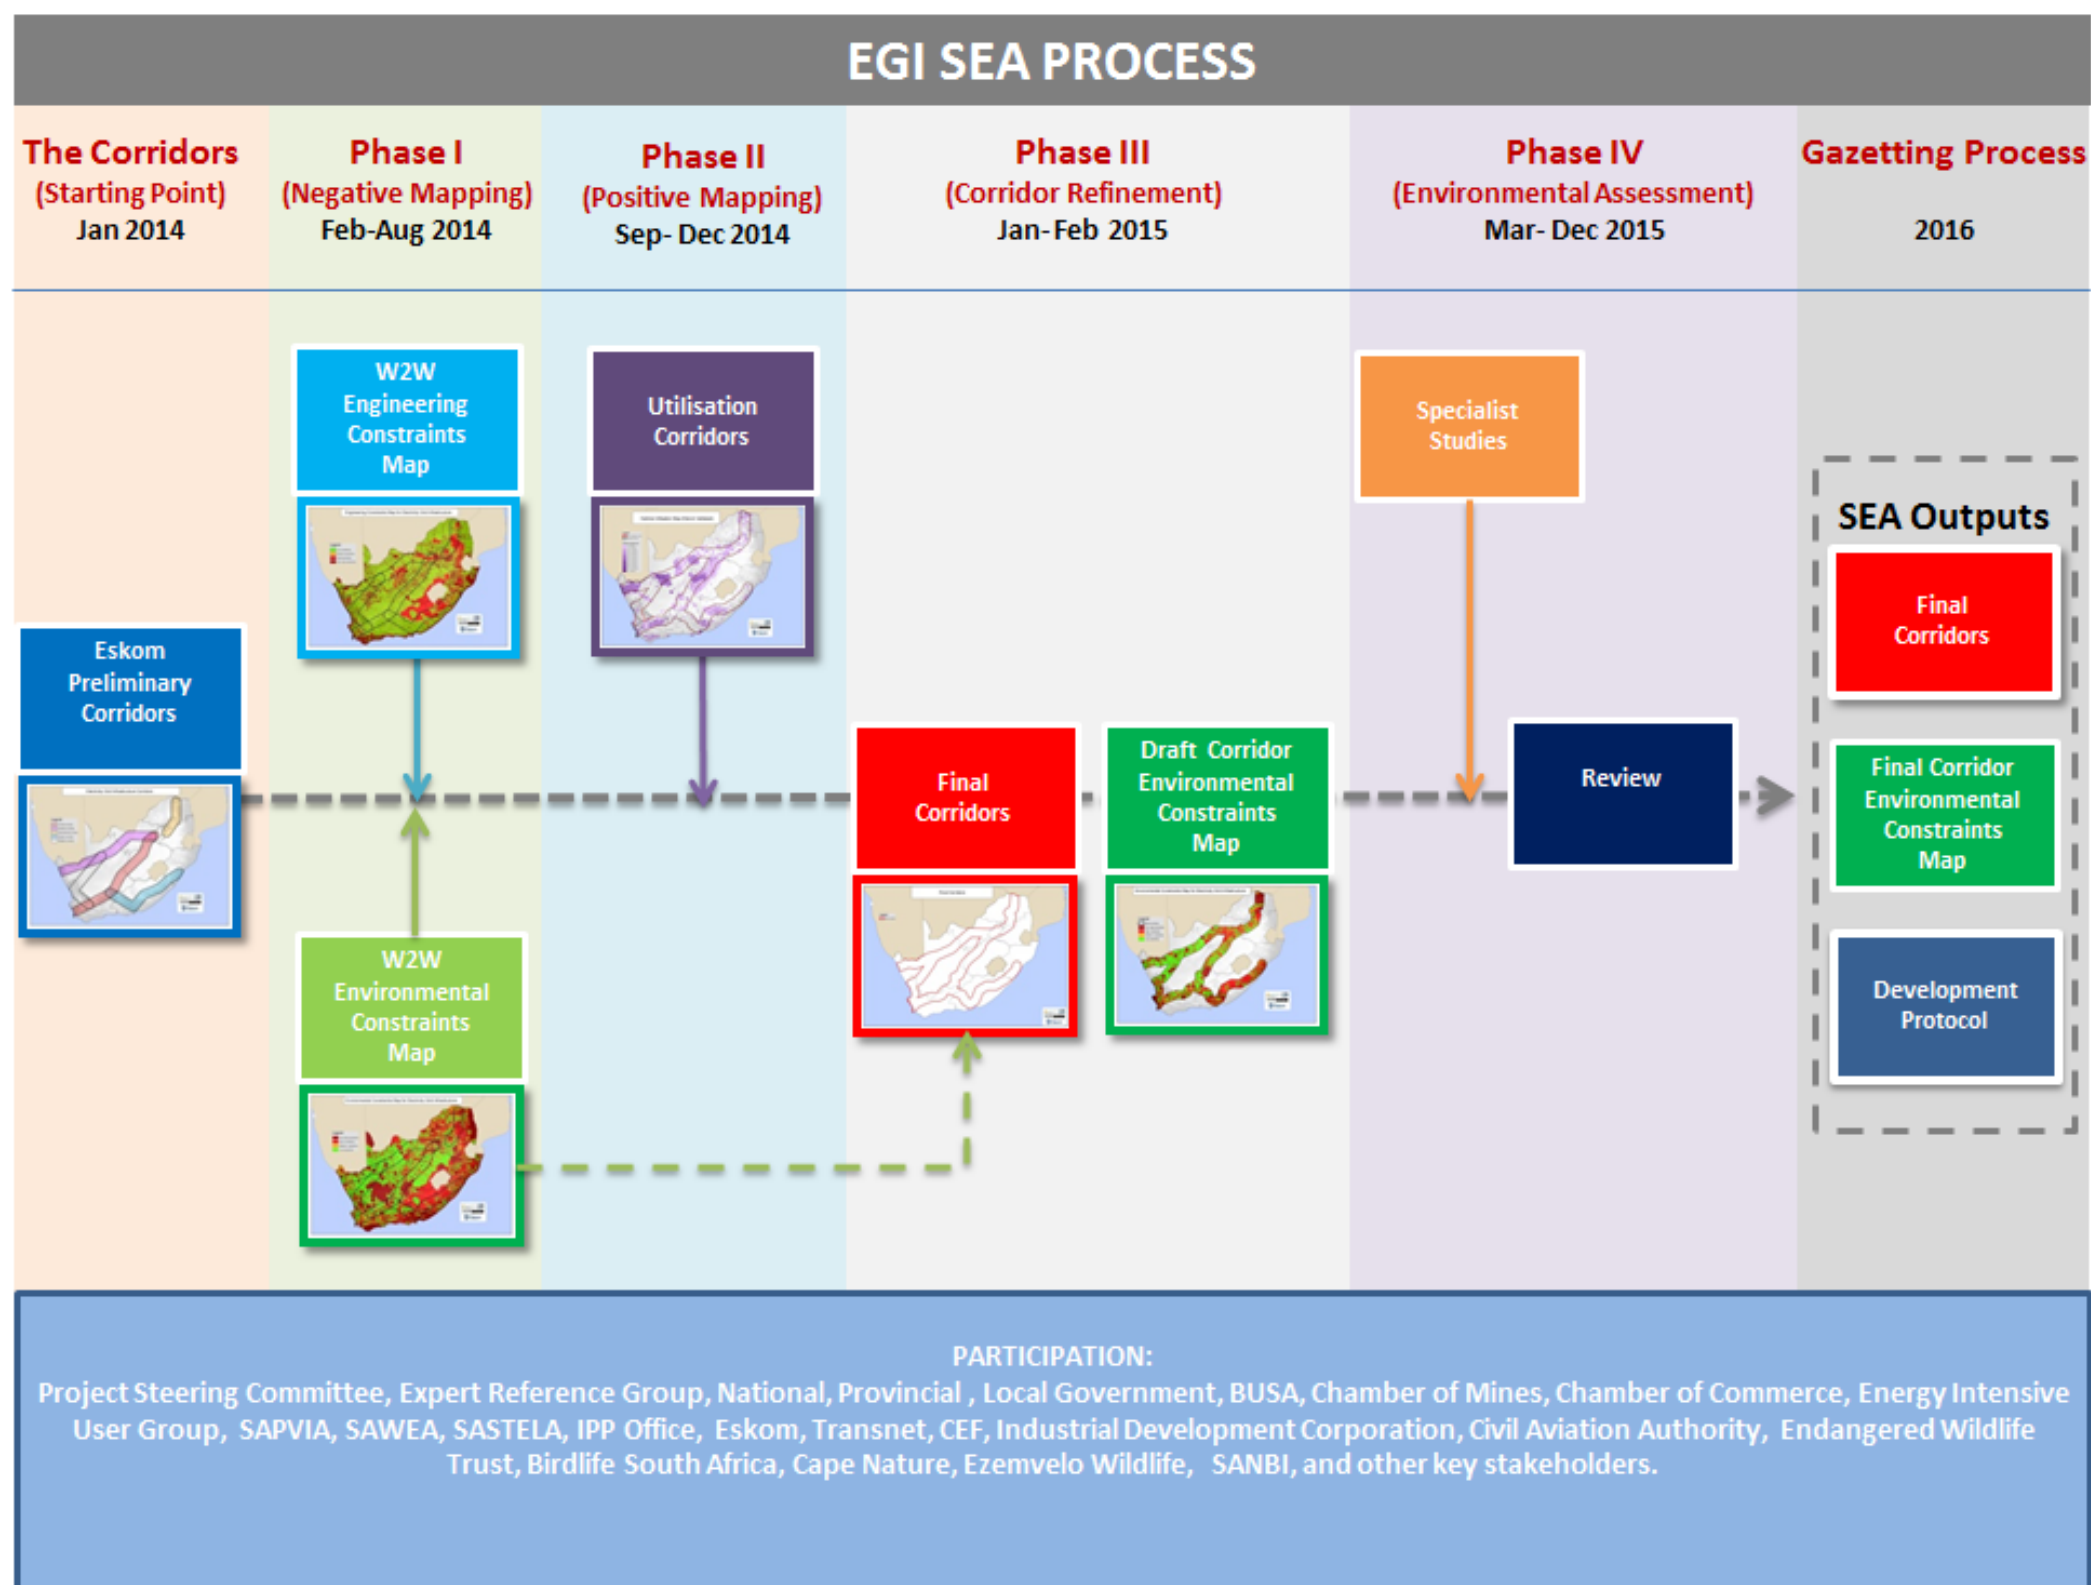 EGI SEA PROCESS
The Corridors
(Starting Point)
Jan 2014
Phase I
(Negative Mapping)
Feb-Aug 2014
Phase II
(Positive Mapping)
Sep- Dec 2014
Phase III
(Corridor Refinement)
Jan- Feb 2015
Phase IV
(Environmental Assessment)
Mar- Dec 2015
Gazetting Process
2016
Eskom
Preliminary
Corridors
W2W
Engineering
Constraints
Map
W2W
Environmental
Constraints
Map
Utilisation
Corridors
Final
Corridors
Draft Corridor
Environmental
Constraints
Map
Specialist
Studies
Review
SEA Outputs
Final
Corridors
Final Corridor
Environmental
Constraints
Map
Development
Protocol
PARTICIPATION:
Project Steering Committee, Expert Reference Group, National, Provincial , Local Government, BUSA, Chamber of Mines, Chamber of Commerce, Energy Intensive
User Group, SAPVIA, SAWEA, SASTELA, IPP Office, Eskom, Transnet, CEF, Industrial Development Corporation, Civil Aviation Authority, Endangered Wildlife
Trust, Birdlife South Africa, Cape Nature, Ezemvelo Wildlife, SANBI, and other key stakeholders.